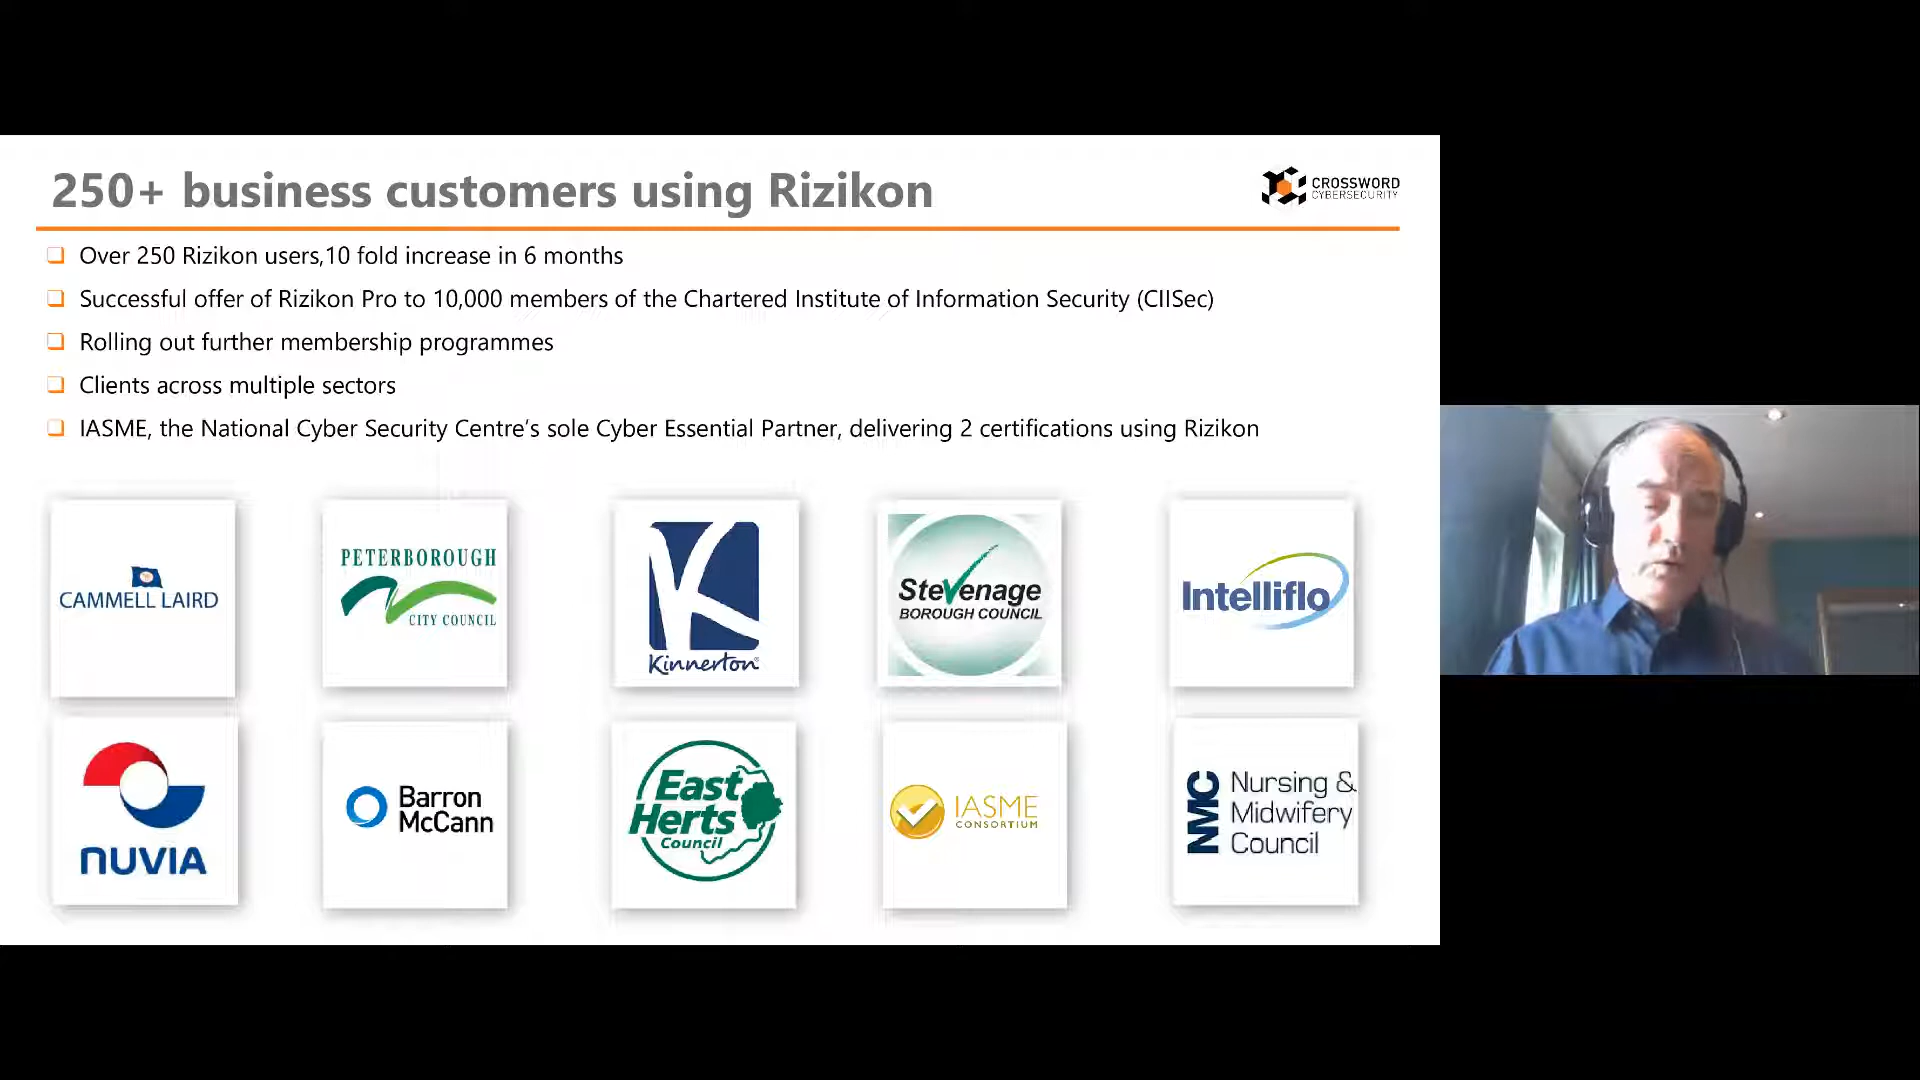 250+ business customers using Rizikon
CROSSWORD
CYBERSECURITY
Over 250 Rizikon users,10 fold increase in 6 months
Successful offer of Rizikon Pro to 10,000 members of the Chartered Institute of Information Security (CIISec)
Rolling out further membership programmes
Clients across multiple sectors
IASME, the National Cyber Security Centre's sole Cyber Essential Partner, delivering 2 certifications using Rizikon
CAMMELL LAIRD
PETERBOROUGH
CITY COUNCIL
K
Kinnerton
Stevenage
BOROUGH COUNCIL
Intelliflo
NUVIA
Barron
McCann
East
Herts
Council
IASME
CONSORTIUM
NMC
Nursing &
Midwifery
Council